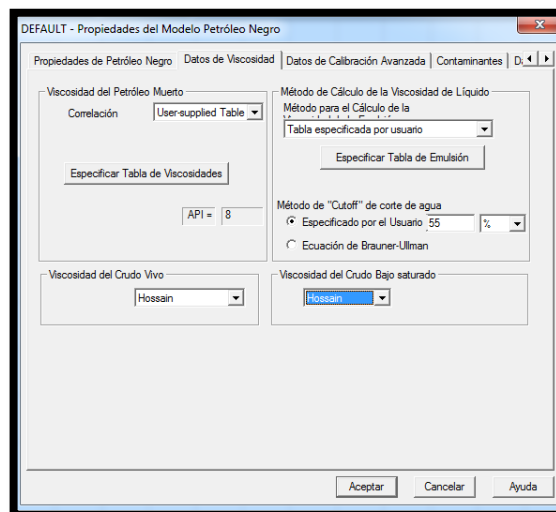 DEFAULT - Propiedades del Modelo Petróleo Negro
Propiedades de Petróleo Negro
Datos de Viscosidad
Datos de Calibración Avanzada
Contaminantes
Viscosidad del Petróleo Muerto
Correlación
User-supplied Table
Especificar Tabla de Viscosidades
API =
8
Método de Cálculo de la Viscosidad de Líquido
Método para el Cálculo de la
Tabla especificada por usuario
Especificar Tabla de Emulsión
Método de "Cutoff" de corte de agua
Especificado por el Usuario
55
%
Ecuación de Brauner-Ullman
Viscosidad del Crudo Vivo
Hossain
Viscosidad del Crudo Bajo saturado
Hossain
Aceptar
Cancelar
Ayuda